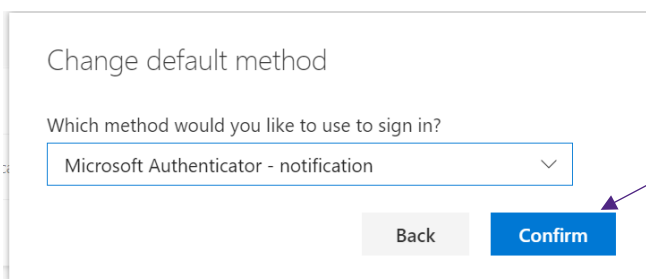 Change default method
Which method would you like to use to sign in?
Microsoft Authenticator - notification
Back
Confirm